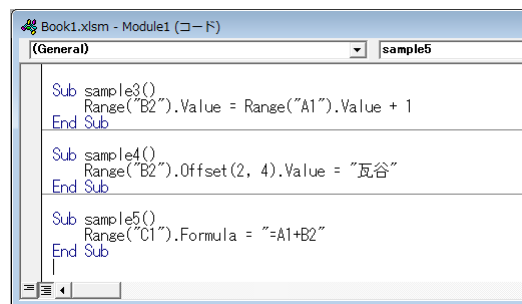 Book1.xlsm - Module1 (コード)
(General) sample5
Sub sample3()
Range("B2").Value = Range("A1").Value + 1
End Sub
Sub sample4()
Range("B2").Offset(2, 4).Value = "瓦谷"
End Sub
Sub sample5()
Range("C1").Formula = "=A1+B2"
End Sub